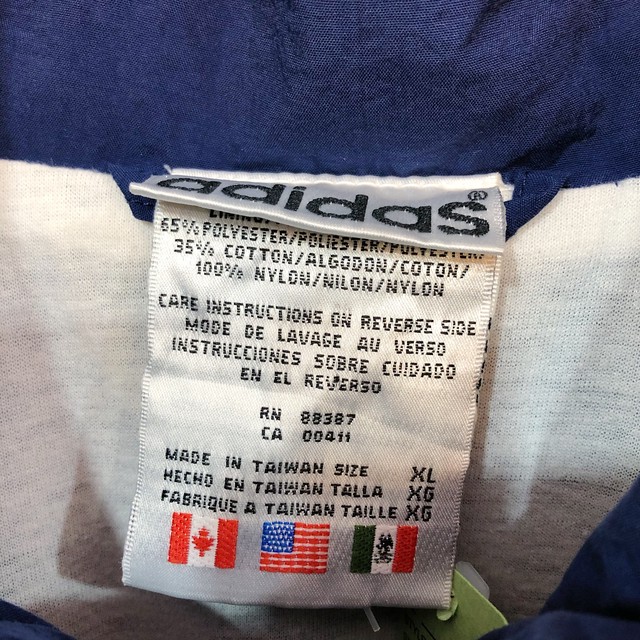 adidas®
LINING:
65% POLYESTER/POLIESTER/POLYESTER/
35% COTTON/ALGODON/COTON/
100% NYLON/NILON/NYLON
CARE INSTRUCTIONS ON REVERSE SIDE
MODE DE LAVAGE AU VERSO
INSTRUCCIONES SOBRE CUIDADO
EN EL REVERSO
RN 88387
CA 00411
MADE IN TAIWAN SIZE XL
HECHO EN TAIWAN TALLA XG
FABRIQUE A TAIWAN TAILLE XG